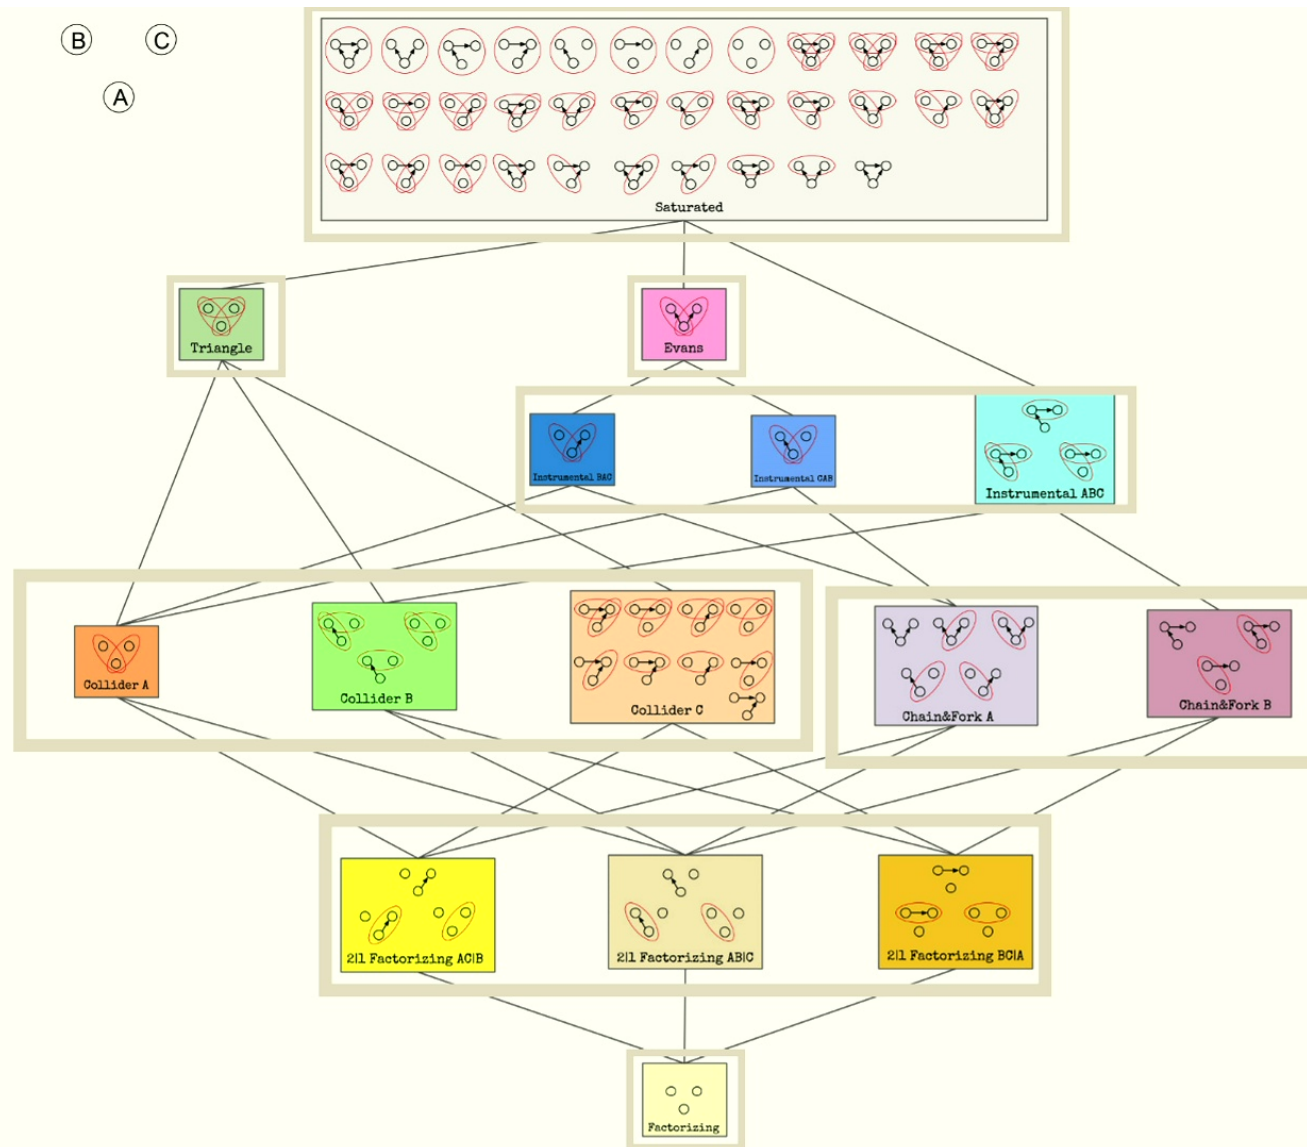 B
C
A
Saturated
Triangle
Evans
Instrumental BAC
Instrumental CAB
Instrumental ABC
Collider A
Collider B
Collider C
Chain&Fork A
Chain&Fork B
2|1 Factorizing AC|B
2|1 Factorizing AB|C
2|1 Factorizing BC|A
Factorizing